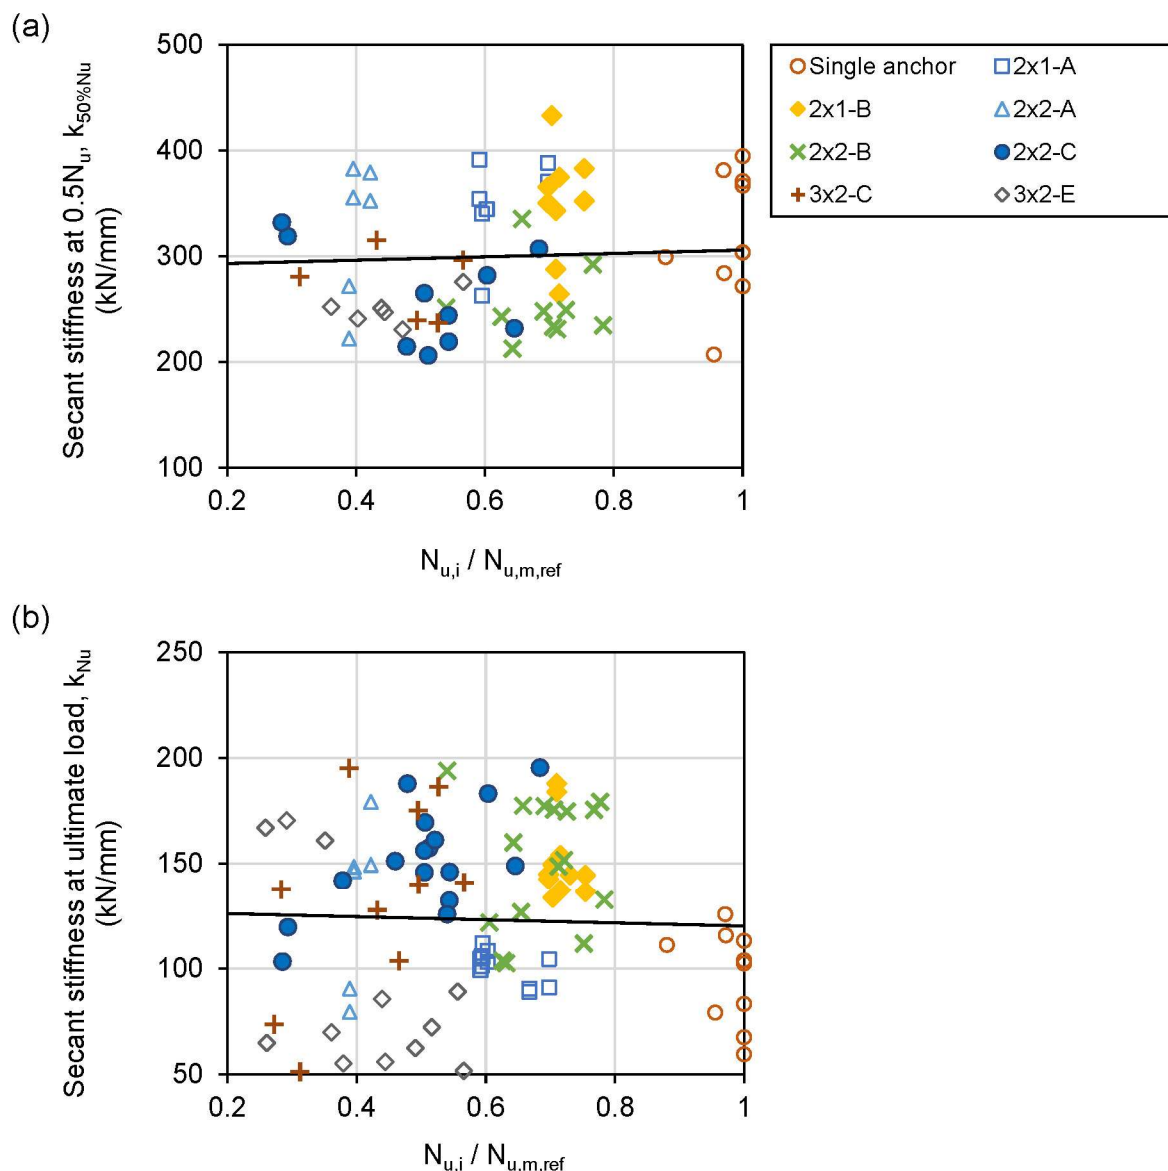 (a)
Secant stiffness at 0.5Nu, k50%Nu
(kN/mm)
500
400
300
200
100
0.2 0.4 0.6 0.8 1
Nu,i / Nu,m,ref
Single anchor 2x1-A
2x1-B 2x2-A
2x2-B 2x2-C
3x2-C 3x2-E
(b)
Secant stiffness at ultimate load, kNu
(kN/mm)
250
200
150
100
50
0.2 0.4 0.6 0.8 1
Nu,i / Nu,m,ref